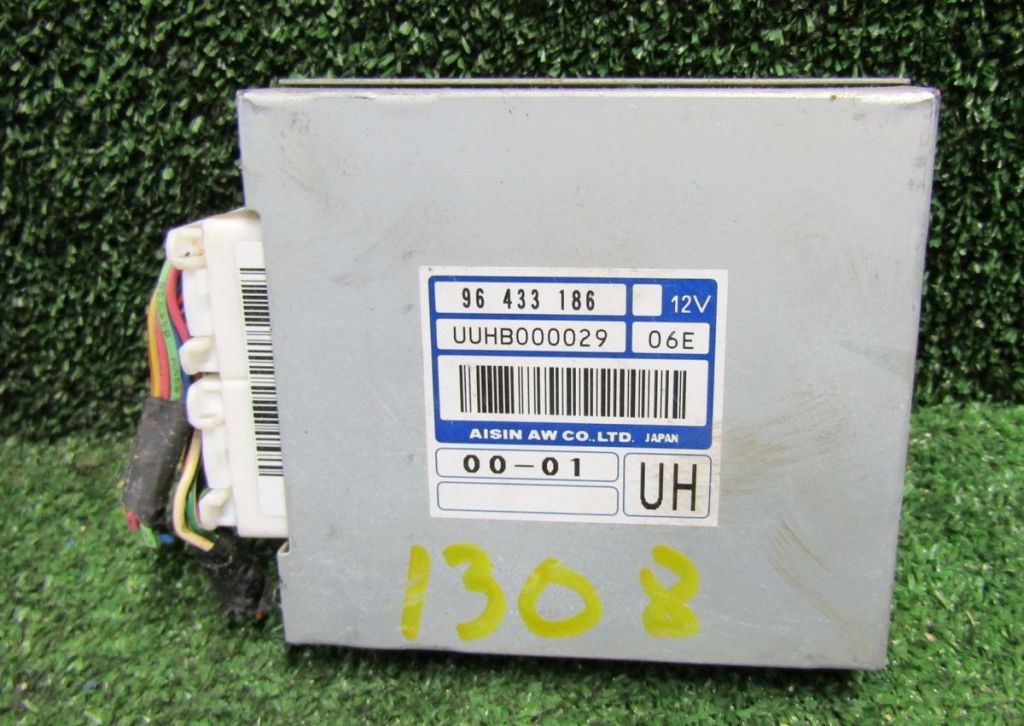 96 433 186
12V
UUHB000029
06E
AISIN AW CO.,LTD. JAPAN
00-01
UH
1308